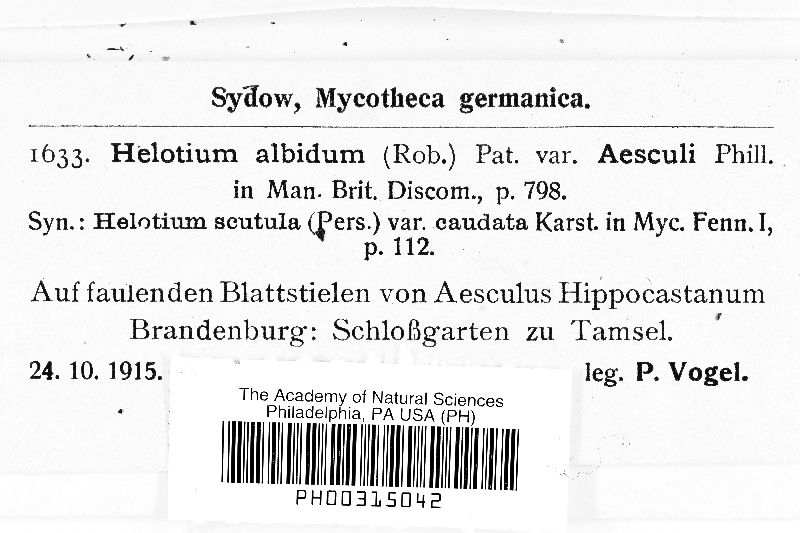 Sydow, Mycotheca germanica.
1633. Helotium albidum (Rob.) Pat. var. Aesculi Phill.
in Man. Brit. Discom., p. 798.
Syn.: Helotium scutula (Pers.) var. caudata Karst. in Myc. Fenn. I,
p. 112.
Auf faulenden Blattstielen von Aesculus Hippocastanum
Brandenburg: Schloßgarten zu Tamsel.
24. 10. 1915. leg. P. Vogel.
The Academy of Natural Sciences
Philadelphia, PA USA (PH)
PH00315042